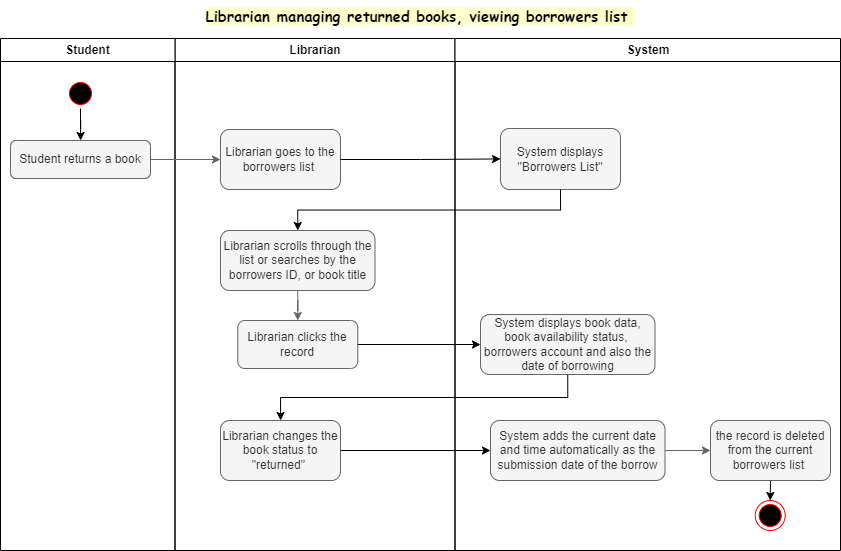 Librarian managing returned books, viewing borrowers list
Student
Librarian
System
Student returns a book
Librarian goes to the
borrowers list
System displays
"Borrowers List"
Librarian scrolls through the
list or searches by the
borrowers ID, or book title
Librarian clicks the
record
System displays book data,
book availability status,
borrowers account and also the
date of borrowing
Librarian changes the
book status to
"returned"
System adds the current date
and time automatically as the
submission date of the borrow
the record is deleted
from the current
borrowers list